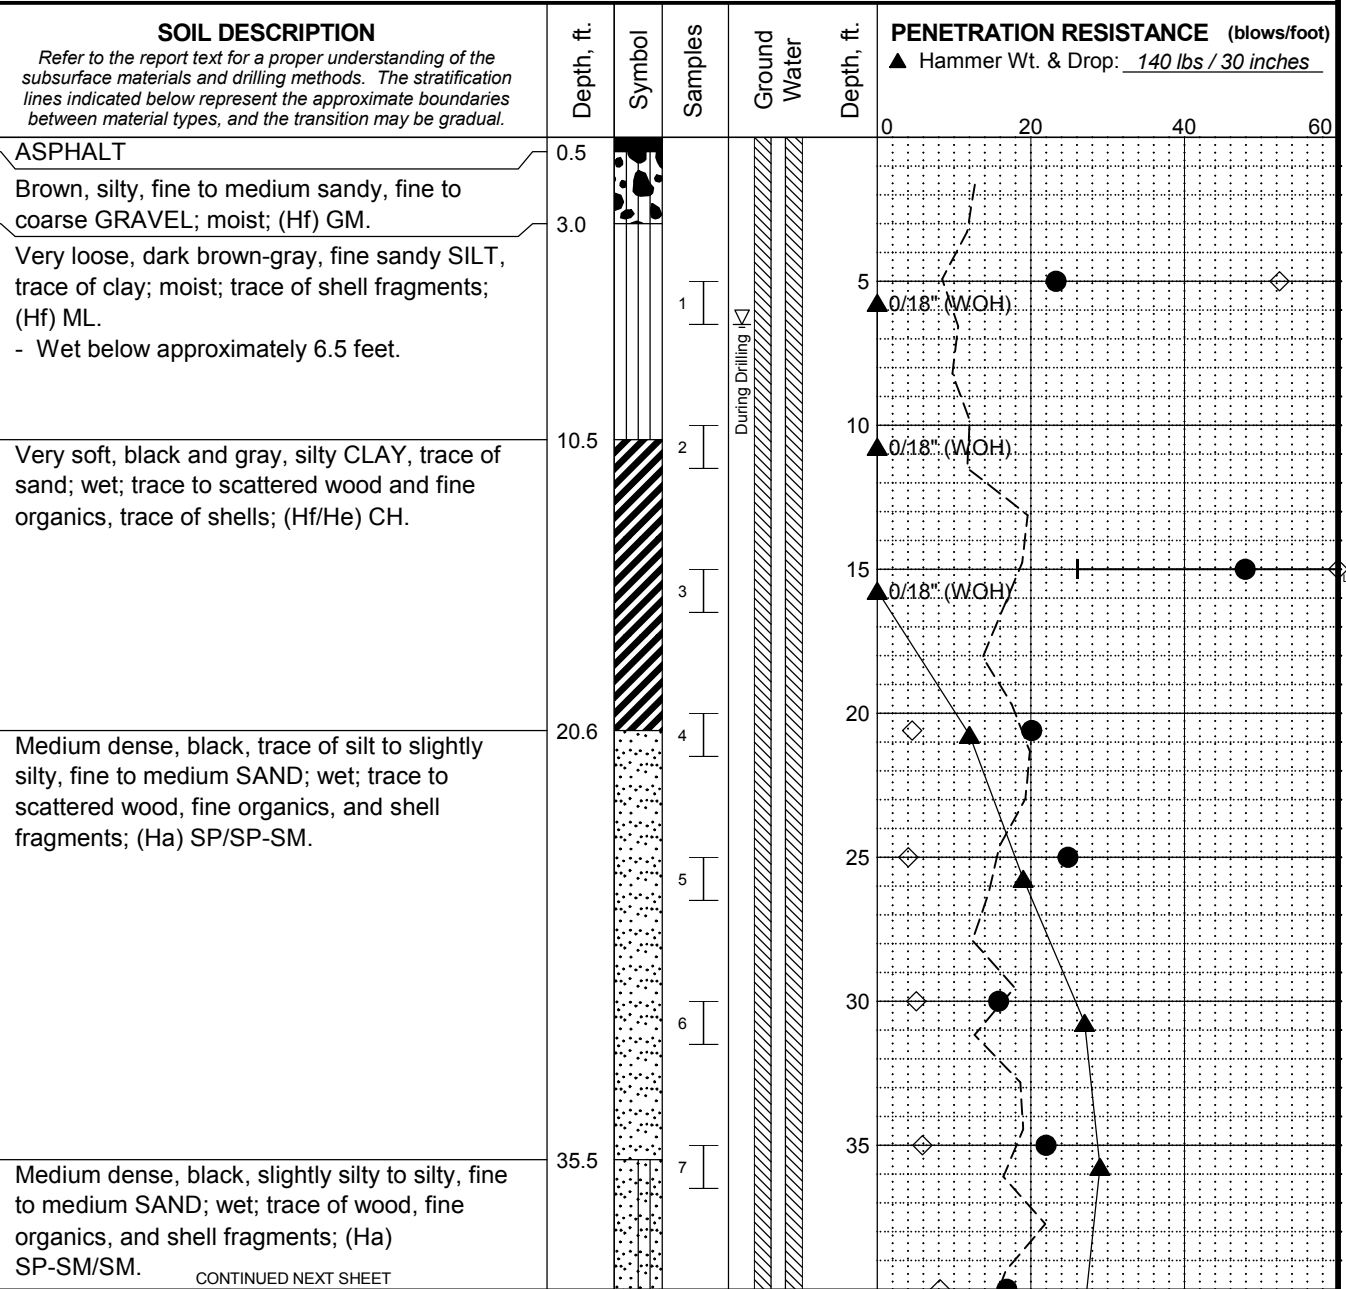 SOIL DESCRIPTION
Refer to the report text for a proper understanding of the
subsurface materials and drilling methods. The stratification
lines indicated below represent the approximate boundaries
between material types, and the transition may be gradual.
Depth, ft.
Symbol
Samples
Ground
Water
Depth, ft.
PENETRATION RESISTANCE (blows/foot)
▲ Hammer Wt. & Drop: 140 lbs / 30 inches
0 20 40 60
ASPHALT
0.5
Brown, silty, fine to medium sandy, fine to
coarse GRAVEL; moist; (Hf) GM.
3.0
Very loose, dark brown-gray, fine sandy SILT,
trace of clay; moist; trace of shell fragments;
(Hf) ML.
- Wet below approximately 6.5 feet.
10.5
Very soft, black and gray, silty CLAY, trace of
sand; wet; trace to scattered wood and fine
organics, trace of shells; (Hf/He) CH.
20.6
Medium dense, black, trace of silt to slightly
silty, fine to medium SAND; wet; trace to
scattered wood, fine organics, and shell
fragments; (Ha) SP/SP-SM.
35.5
Medium dense, black, slightly silty to silty, fine
to medium SAND; wet; trace of wood, fine
organics, and shell fragments; (Ha)
SP-SM/SM.
CONTINUED NEXT SHEET
1
2
3
4
5
6
7
During Drilling
5
0/18" (WOH)
10
0/18" (WOH)
15
0/18" (WOH)
20
25
30
35